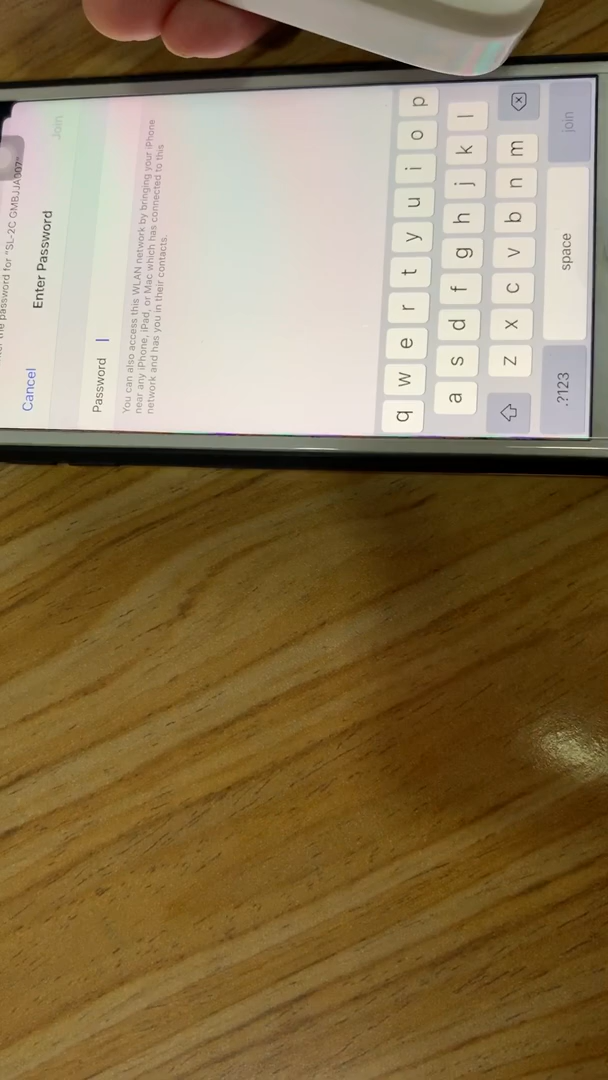 the password for "SL-2C GMBJJA007"
Cancel
Enter Password
Join
Password
You can also access this WLAN network by bringing your iPhone
near any iPhone, iPad, or Mac which has connected to this
network and has you in their contacts.
q w e r t y u i o p
a s d f g h j k l
z x c v b n m
.?123
space
join